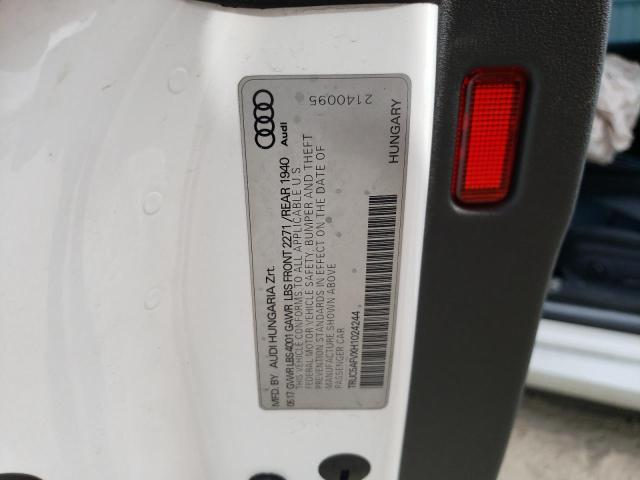 MFD. BY AUDI HUNGARIA Zrt.
05.17 GVWR LBS 4001 GAWR LBS FRONT 2271 / REAR 1940
THIS VEHICLE CONFORMS TO ALL APPLICABLE U S
FEDERAL MOTOR VEHICLE SAFETY, BUMPER AND THEFT
PREVENTION STANDARDS IN EFFECT ON THE DATE OF
MANUFACTURE SHOWN ABOVE
PASSENGER CAR
TRUC5AFVXH1024244
HUNGARY
Audi
2140095